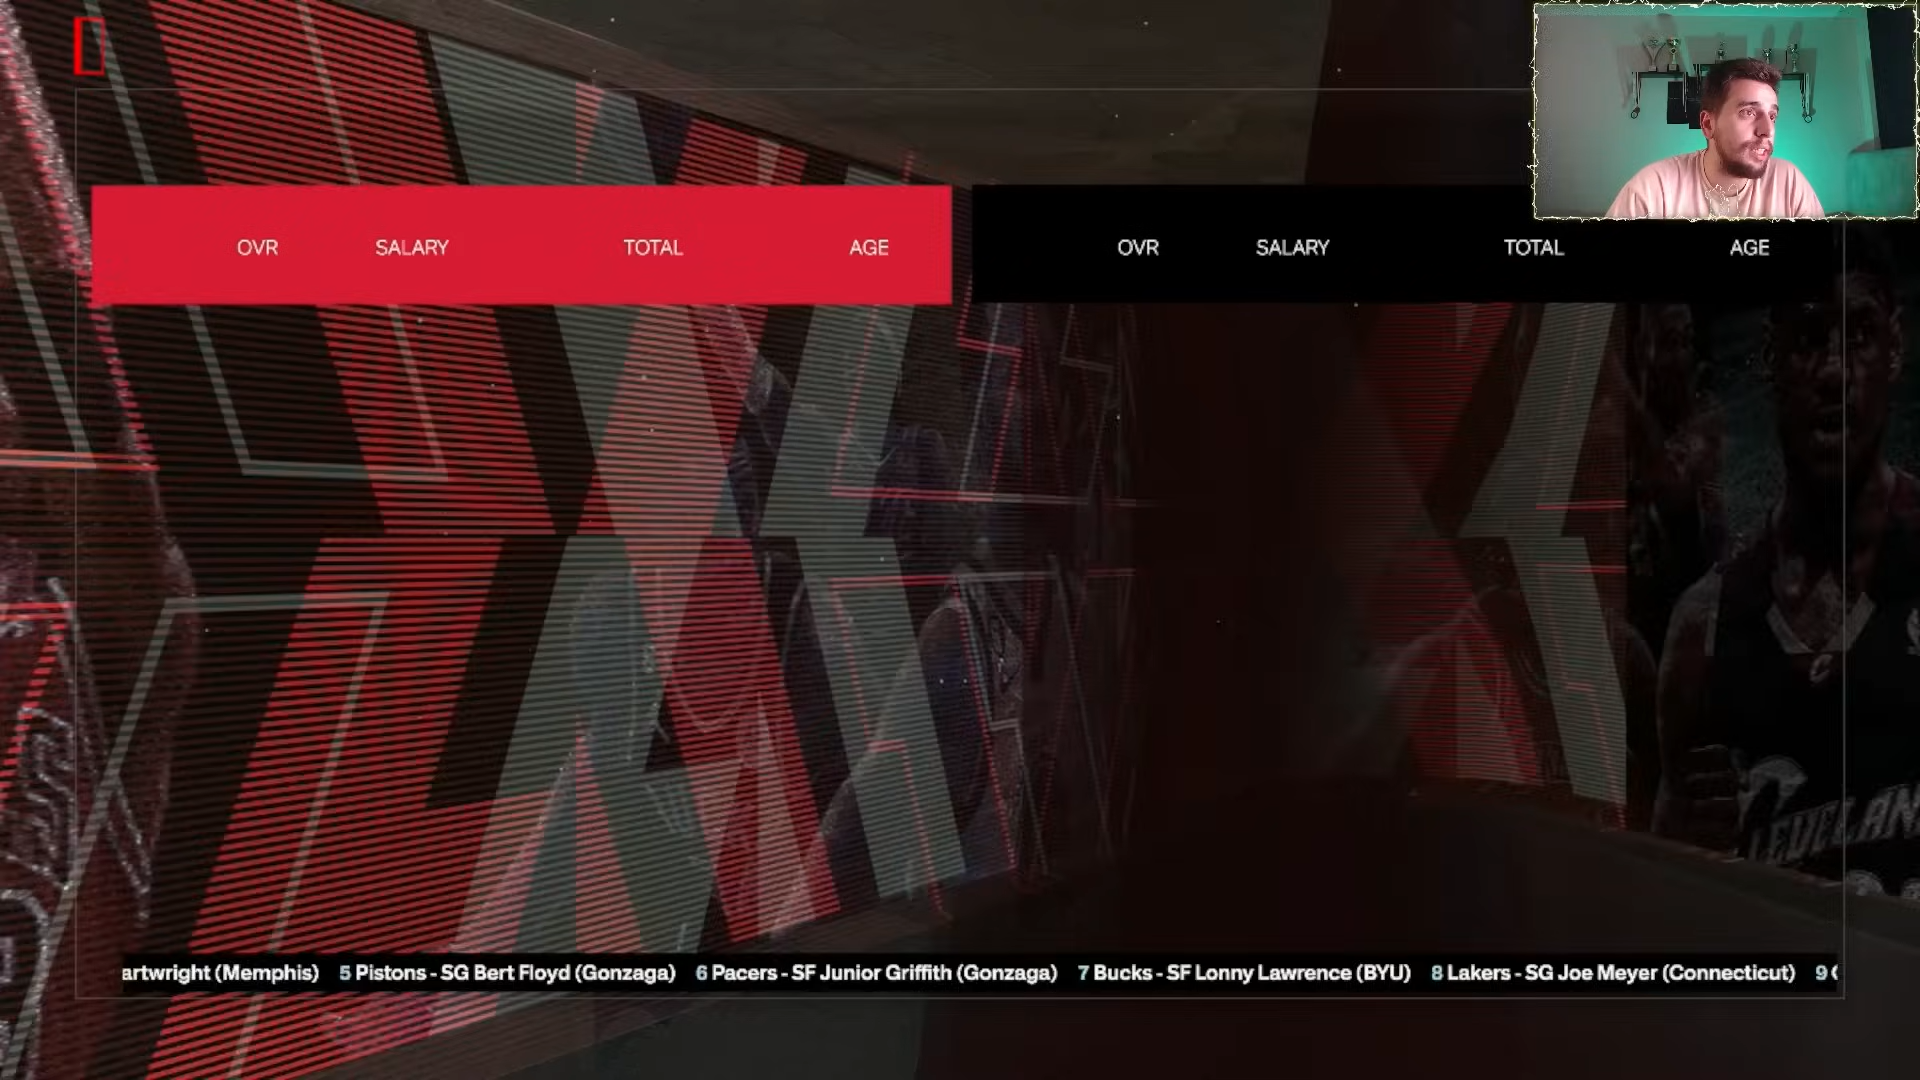 OVR SALARY TOTAL AGE
OVR SALARY TOTAL AGE
artwright (Memphis) 5 Pistons - SG Bert Floyd (Gonzaga) 6 Pacers - SF Junior Griffith (Gonzaga) 7 Bucks - SF Lonny Lawrence (BYU) 8 Lakers - SG Joe Meyer (Connecticut) 9